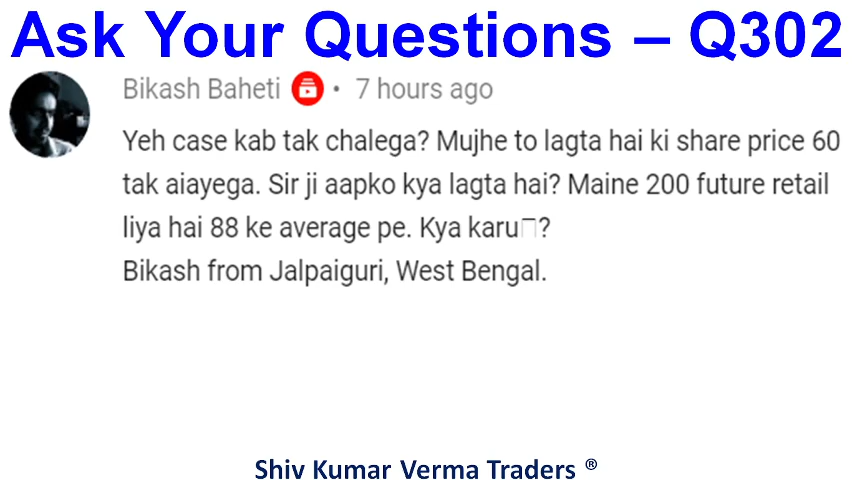 Ask Your Questions – Q302
Bikash Baheti • 7 hours ago
Yeh case kab tak chalega? Mujhe to lagta hai ki share price 60
tak aiayega. Sir ji aapko kya lagta hai? Maine 200 future retail
liya hai 88 ke average pe. Kya karu□?
Bikash from Jalpaiguri, West Bengal.
Shiv Kumar Verma Traders ®